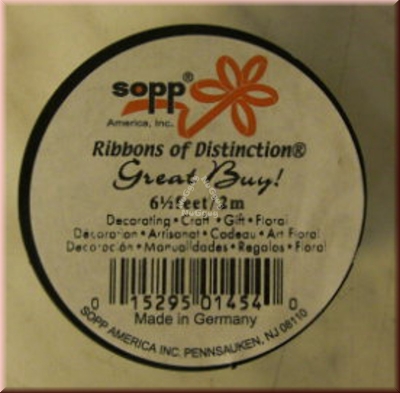 sopp®
America, Inc.
Ribbons of Distinction®
Great Buy!
6½feet/2m
Decorating • Craft • Gift • Floral
Décoration • Artisanat • Cadeau • Art Floral
Decoración • Manualidades • Regalos • Floral
0 15295 01454 0
Made in Germany
SOPP AMERICA INC. PENNSAUKEN, NJ 08110